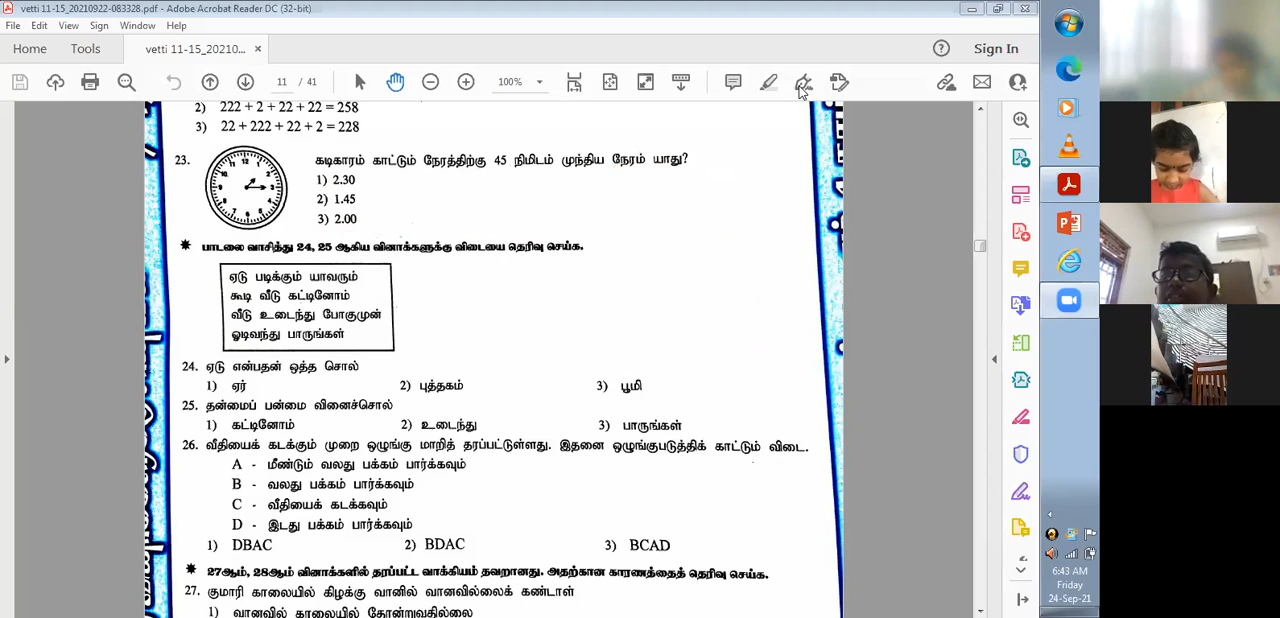 vetti 11-15_20210922-083328.pdf - Adobe Acrobat Reader DC (32-bit)
File Edit View Sign Window Help
Home Tools vetti 11-15_20210... × Sign In
11 / 41 100%
2) 222 + 2 + 22 + 22 = 258
3) 22 + 222 + 22 + 2 = 228
23. கடிகாரம் காட்டும் நேரத்திற்கு 45 நிமிடம் முந்திய நேரம் யாது?
1) 2.30
2) 1.45
3) 2.00
* பாடலை வாசித்து 24, 25 ஆகிய வினாக்களுக்கு விடையை தெரிவு செய்க.
ஏடு படிக்கும் யாவரும்
கூடி வீடு கட்டினோம்
வீடு உடைந்து போகுமுன்
ஓடிவந்து பாருங்கள்
24. ஏடு என்பதன் ஒத்த சொல்
1) ஏர் 2) புத்தகம் 3) பூமி
25. தன்மைப் பன்மை வினைச்சொல்
1) கட்டினோம் 2) உடைந்து 3) பாருங்கள்
26. வீதியைக் கடக்கும் முறை ஒழுங்கு மாறித் தரப்பட்டுள்ளது. இதனை ஒழுங்குபடுத்திக் காட்டும் விடை.
A - மீண்டும் வலது பக்கம் பார்க்கவும்
B - வலது பக்கம் பார்க்கவும்
C - வீதியைக் கடக்கவும்
D - இடது பக்கம் பார்க்கவும்
1) DBAC 2) BDAC 3) BCAD
* 27ஆம், 28ஆம் வினாக்களில் தரப்பட்ட வாக்கியம் தவறானது. அதற்கான காரணத்தைத் தெரிவு செய்க.
27. குமாரி காலையில் கிழக்கு வானில் வானவில்லைக் கண்டாள்
1) வானவில் காலையில் தோன்றுவதில்லை
6:43 AM
Friday
24-Sep-21